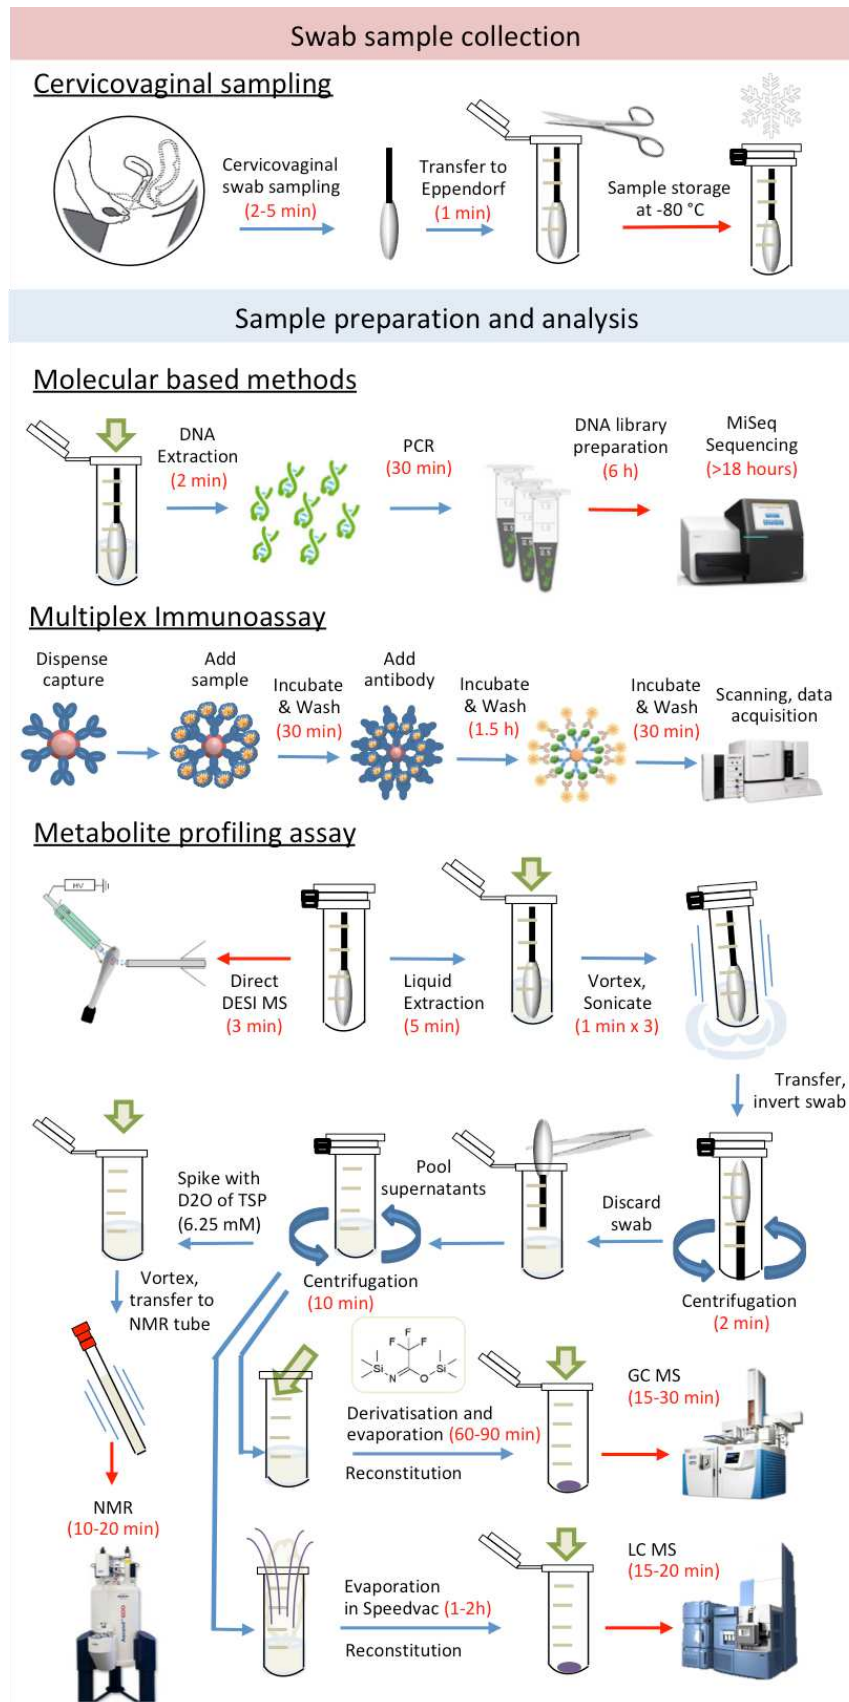 Swab sample collection
Cervicovaginal sampling
Cervicovaginal
swab sampling
(2-5 min)
Transfer to
Eppendorf
(1 min)
Sample storage
at -80 °C
Sample preparation and analysis
Molecular based methods
DNA
Extraction
(2 min)
PCR
(30 min)
DNA library
preparation
(6 h)
MiSeq
Sequencing
(>18 hours)
Multiplex Immunoassay
Dispense
capture
Add
sample
Incubate
& Wash
(30 min)
Add
antibody
Incubate
& Wash
(1.5 h)
Incubate
& Wash
(30 min)
Scanning, data
acquisition
Metabolite profiling assay
HV
Direct
DESI MS
(3 min)
Liquid
Extraction
(5 min)
Vortex,
Sonicate
(1 min x 3)
Transfer,
invert swab
Centrifugation
(2 min)
Discard
swab
Pool
supernatants
Centrifugation
(10 min)
Spike with
D2O of TSP
(6.25 mM)
Vortex,
transfer to
NMR tube
NMR
(10-20 min)
F
F
F
Si
N
O
Si
Derivatisation and
evaporation (60-90 min)
Reconstitution
GC MS
(15-30 min)
Evaporation
in Speedvac (1-2h)
Reconstitution
LC MS
(15-20 min)